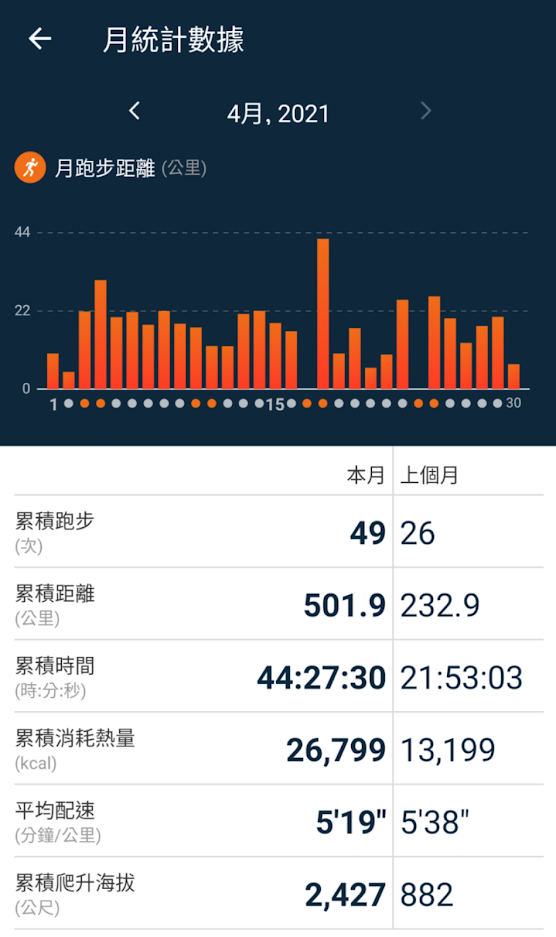 月統計數據
4月, 2021
月跑步距離 (公里)
44
22
0
1 15 30
本月 上個月
累積跑步
(次)
49 26
累積距離
(公里)
501.9 232.9
累積時間
(時:分:秒)
44:27:30 21:53:03
累積消耗熱量
(kcal)
26,799 13,199
平均配速
(分鐘/公里)
5'19" 5'38"
累積爬升海拔
(公尺)
2,427 882